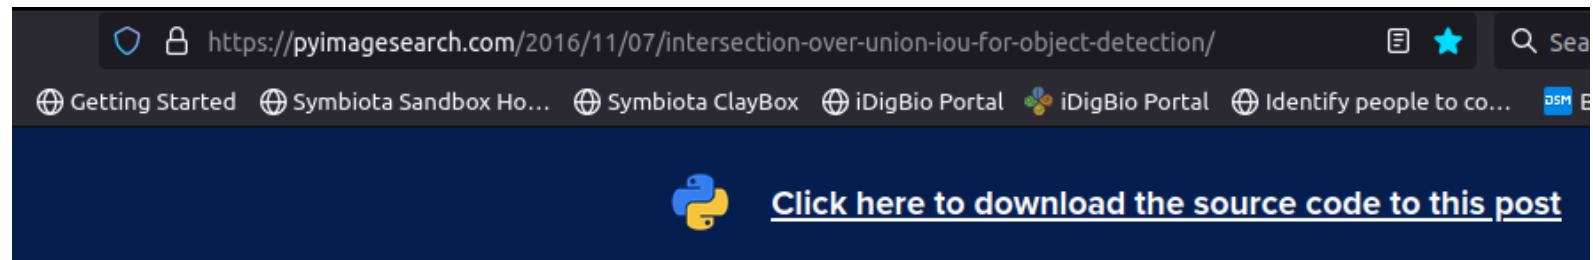 https://pyimagesearch.com/2016/11/07/intersection-over-union-iou-for-object-detection/ Sea
Getting Started Symbiota Sandbox Ho... Symbiota ClayBox iDigBio Portal iDigBio Portal Identify people to co... DSM
Click here to download the source code to this post